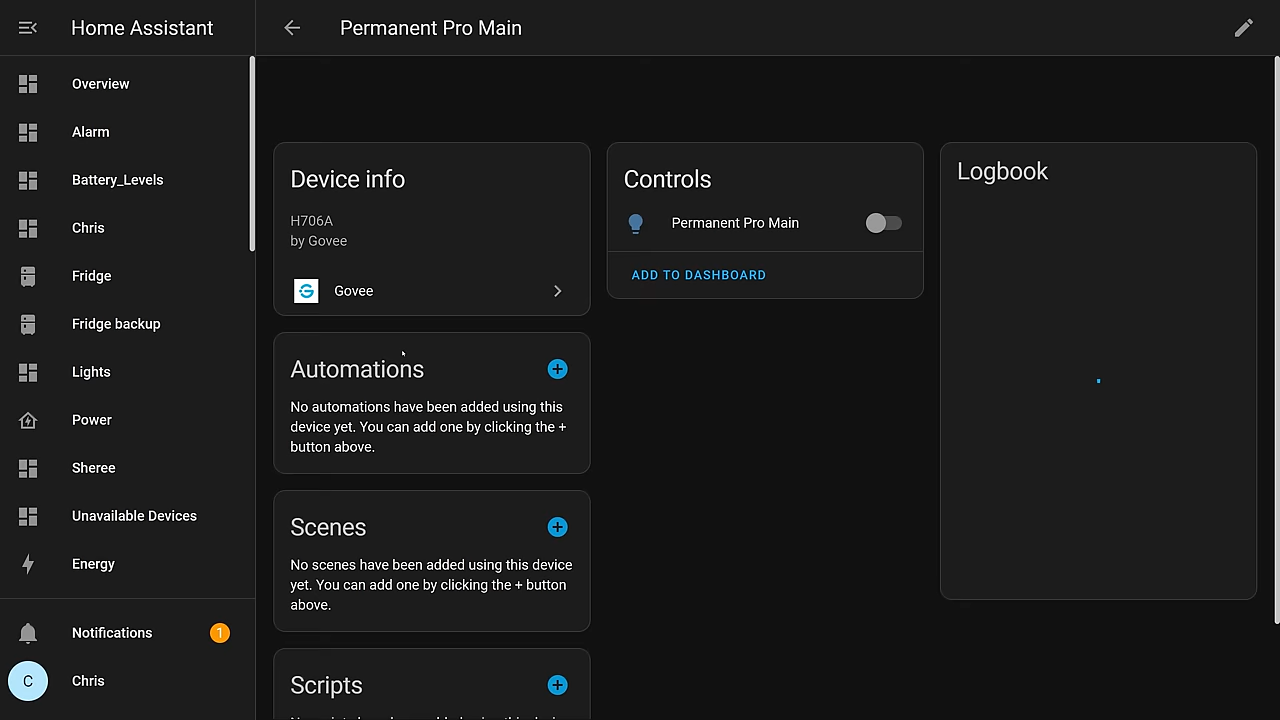 Home Assistant
Permanent Pro Main
Overview
Alarm
Battery_Levels
Chris
Fridge
Fridge backup
Lights
Power
Sheree
Unavailable Devices
Energy
Notifications
1
C
Chris
Device info
H706A
by Govee
Govee
Automations
No automations have been added using this
device yet. You can add one by clicking the +
button above.
Scenes
No scenes have been added using this device
yet. You can add one by clicking the + button
above.
Scripts
Controls
Permanent Pro Main
ADD TO DASHBOARD
Logbook